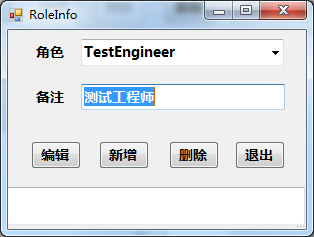 RoleInfo
角色 TestEngineer
备注 测试工程师
编辑 新增 删除 退出